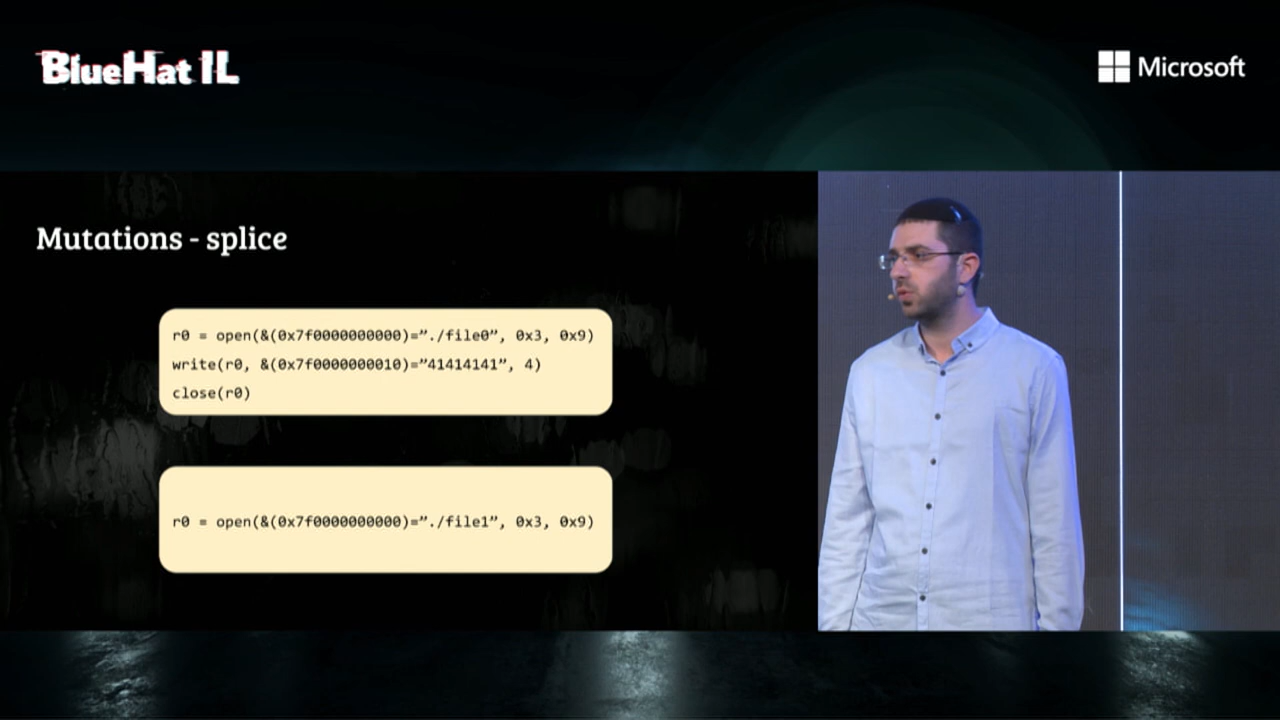 BlueHat IL
Microsoft
Mutations - splice
r0 = open(&(0x7f0000000000)=”./file0”, 0x3, 0x9)
write(r0, &(0x7f0000000010)=”41414141”, 4)
close(r0)
r0 = open(&(0x7f0000000000)=”./file1”, 0x3, 0x9)